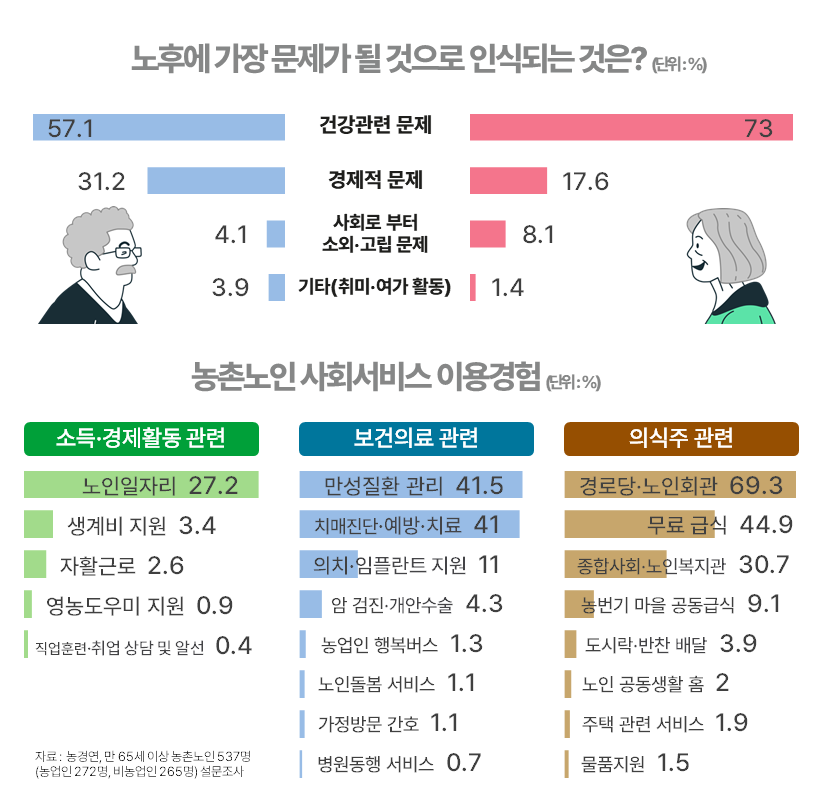 노후에 가장 문제가 될 것으로 인식되는 것은? (단위 : %)
57.1 건강관련 문제 73
31.2 경제적 문제 17.6
사회로 부터
4.1 소외·고립 문제 8.1
3.9 기타(취미·여가 활동) 1.4
농촌노인 사회서비스 이용경험 (단위 : %)
소득·경제활동 관련
노인일자리 27.2
생계비 지원 3.4
자활근로 2.6
영농도우미 지원 0.9
직업훈련·취업 상담 및 알선 0.4
보건의료 관련
만성질환 관리 41.5
치매진단·예방·치료 41
의치·임플란트 지원 11
암 검진·개안수술 4.3
농업인 행복버스 1.3
노인돌봄 서비스 1.1
가정방문 간호 1.1
병원동행 서비스 0.7
의식주 관련
경로당·노인회관 69.3
무료 급식 44.9
종합사회·노인복지관 30.7
농번기 마을 공동급식 9.1
도시락·반찬 배달 3.9
노인 공동생활 홈 2
주택 관련 서비스 1.9
물품지원 1.5
자료 : 농경연, 만 65세 이상 농촌노인 537명
(농업인 272명, 비농업인 265명) 설문조사